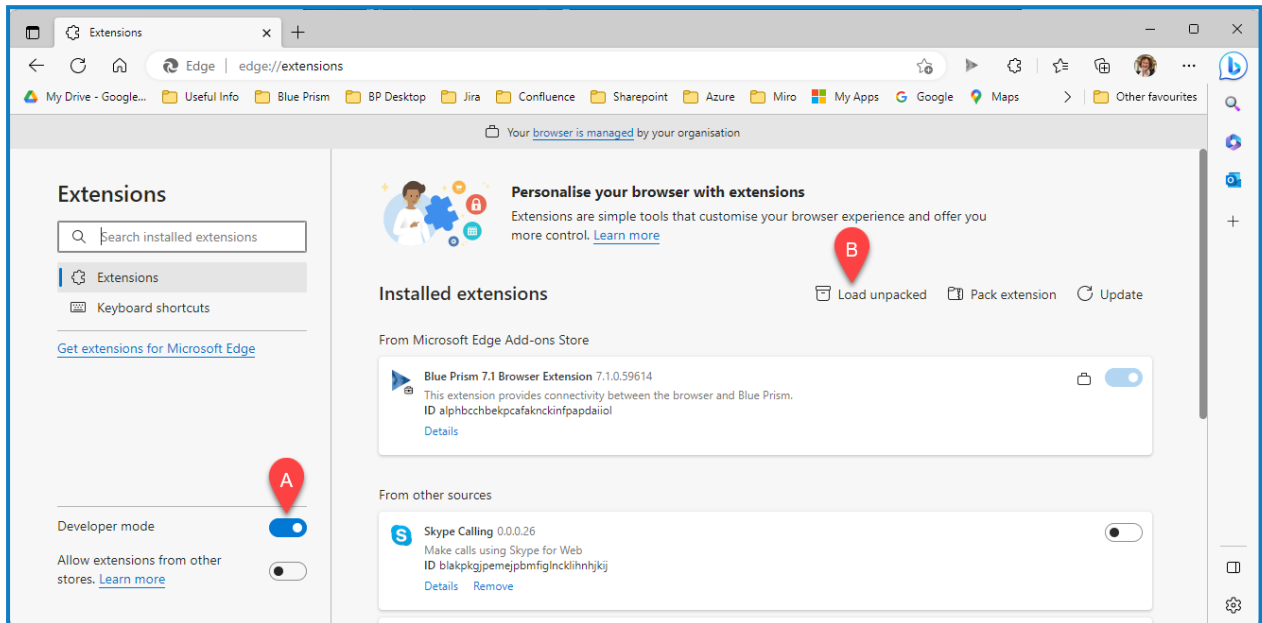 Extensions
Edge
edge://extensions
My Drive - Google...
Useful Info
Blue Prism
BP Desktop
Jira
Confluence
Sharepoint
Azure
Miro
My Apps
Google
Maps
Other favourites
Your browser is managed by your organisation
Extensions
Search installed extensions
Extensions
Keyboard shortcuts
Get extensions for Microsoft Edge
A
Developer mode
Allow extensions from other
stores. Learn more
Personalise your browser with extensions
Extensions are simple tools that customise your browser experience and offer you
more control. Learn more
B
Installed extensions
Load unpacked
Pack extension
Update
From Microsoft Edge Add-ons Store
Blue Prism 7.1 Browser Extension 7.1.0.59614
This extension provides connectivity between the browser and Blue Prism.
ID alphbcchbekpcafaknckinfpapdaiiol
Details
From other sources
Skype Calling 0.0.0.26
Make calls using Skype for Web
ID blakpkgjpemejpbmfiglncklihnhjkij
Details Remove